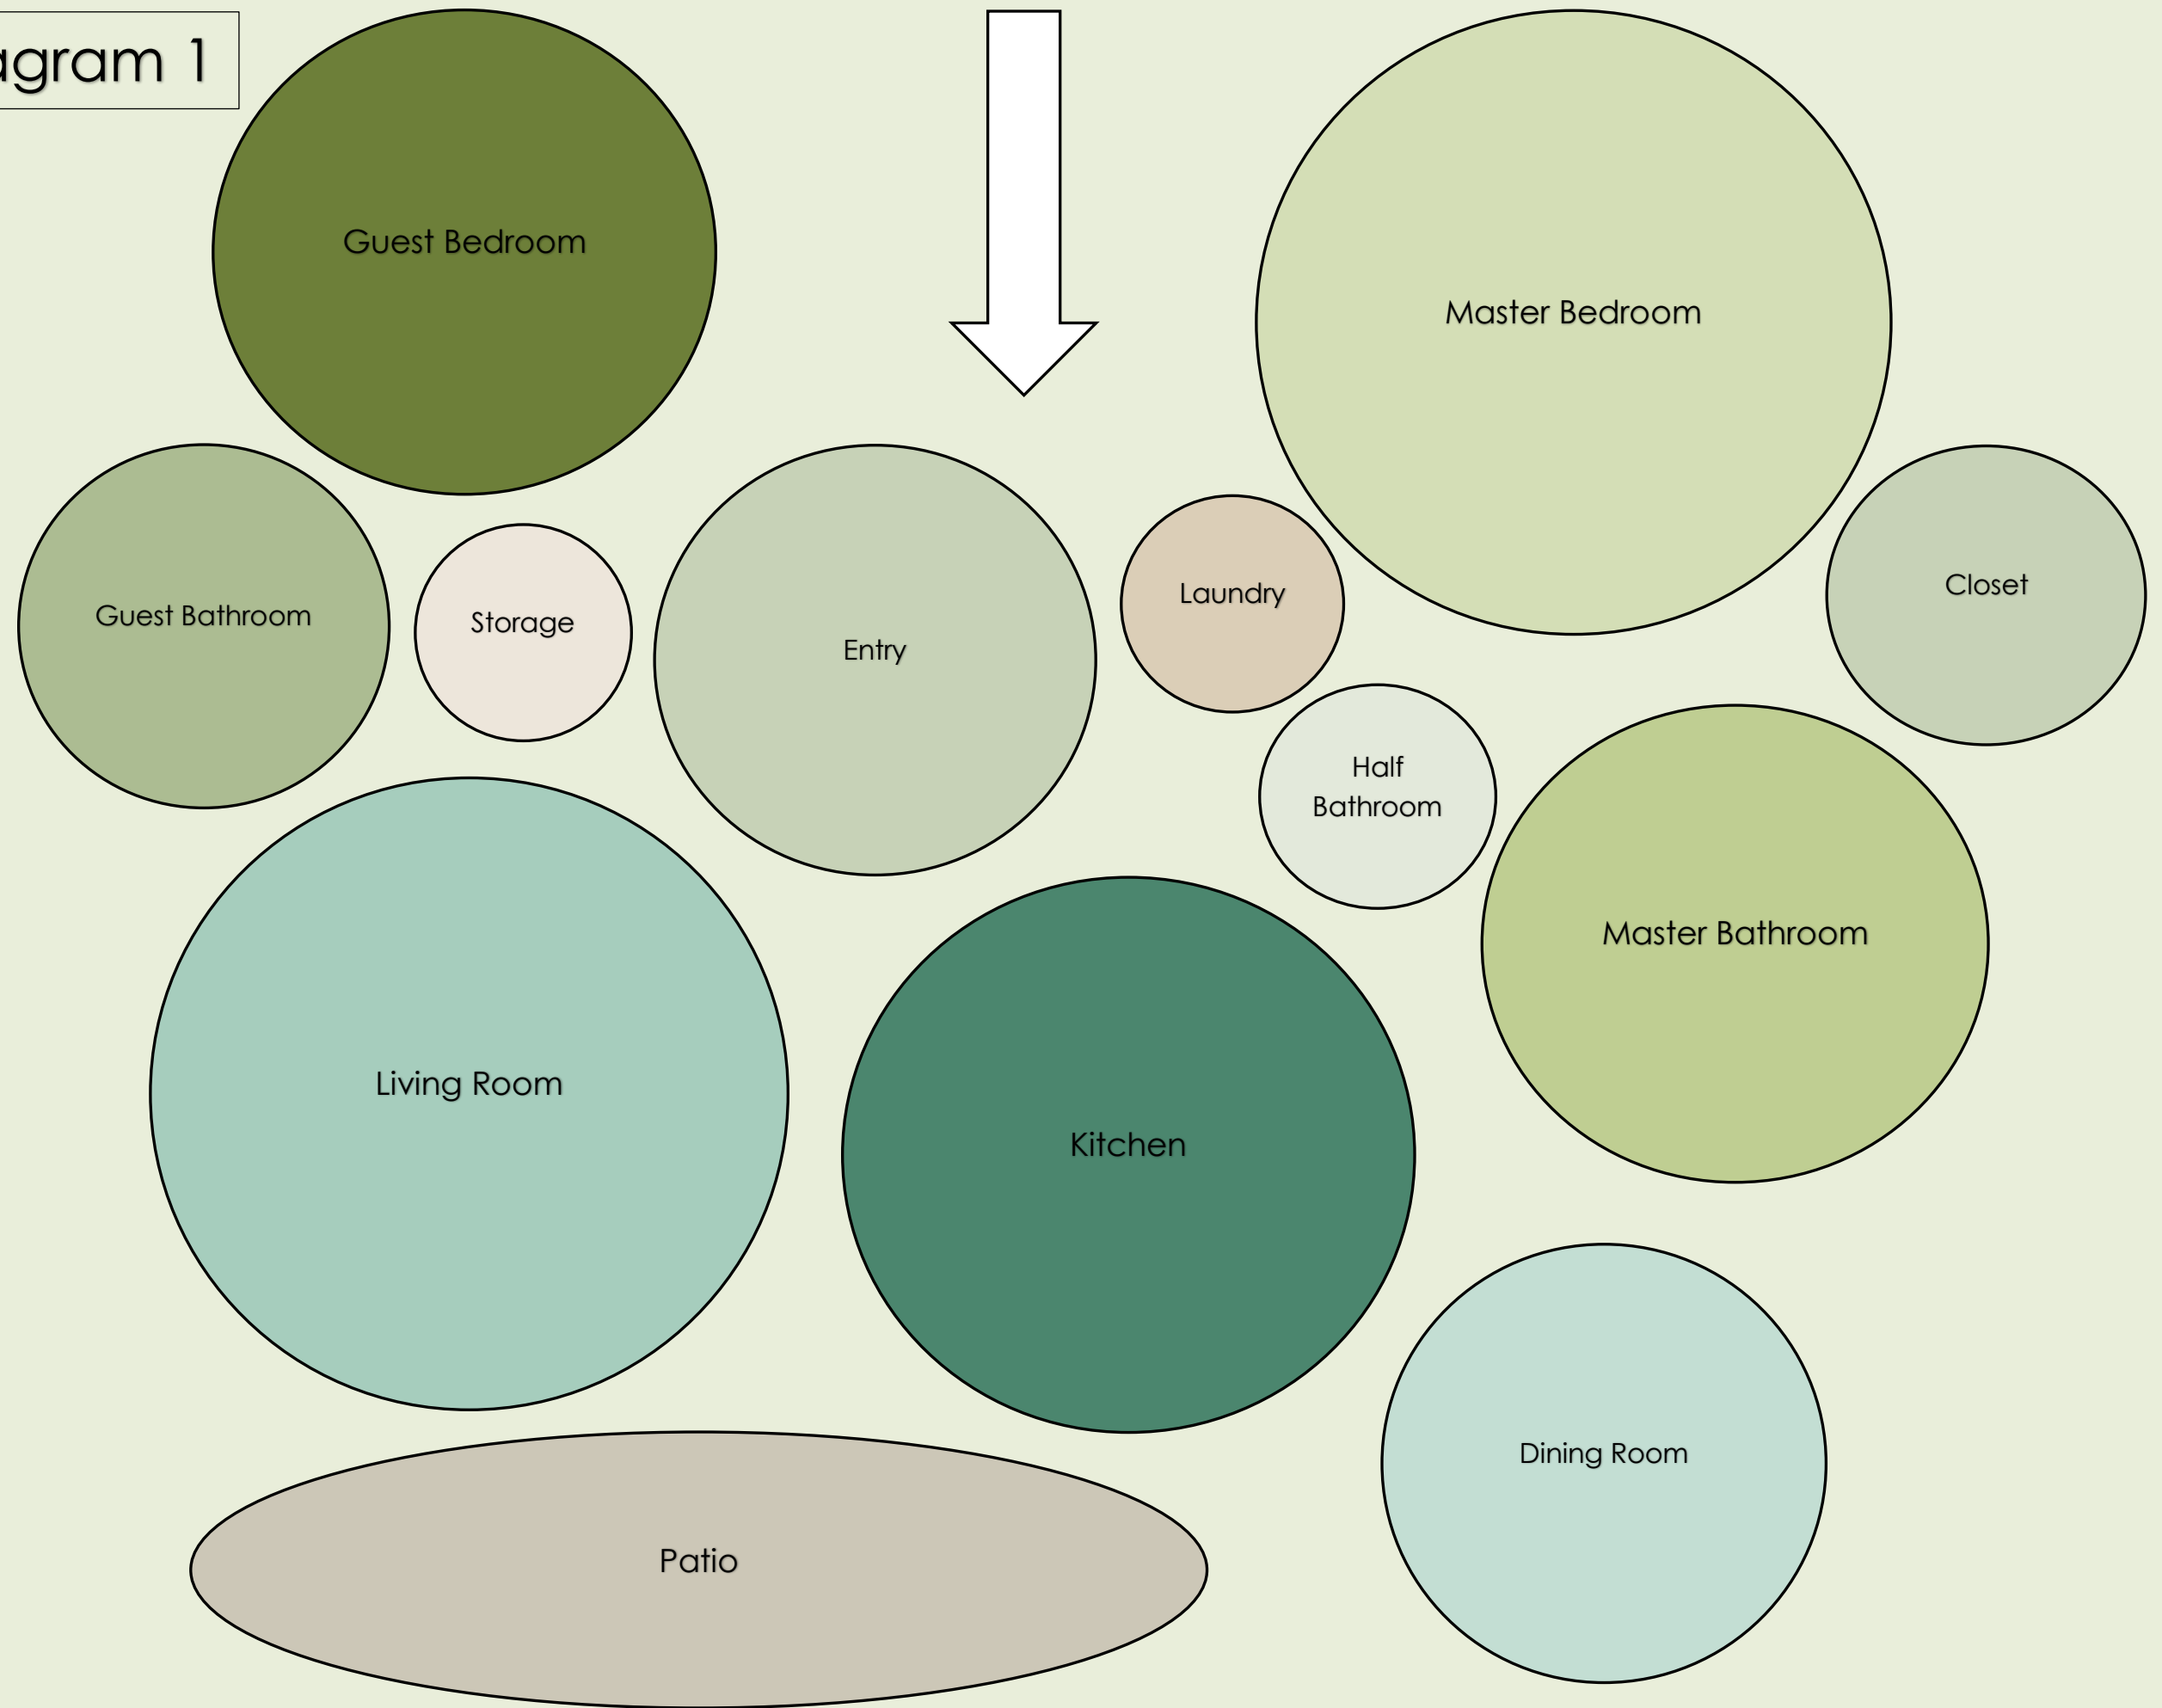 agram 1
Guest Bedroom
Master Bedroom
Guest Bathroom
Storage
Entry
Laundry
Closet
Half
Bathroom
Master Bathroom
Living Room
Kitchen
Dining Room
Patio